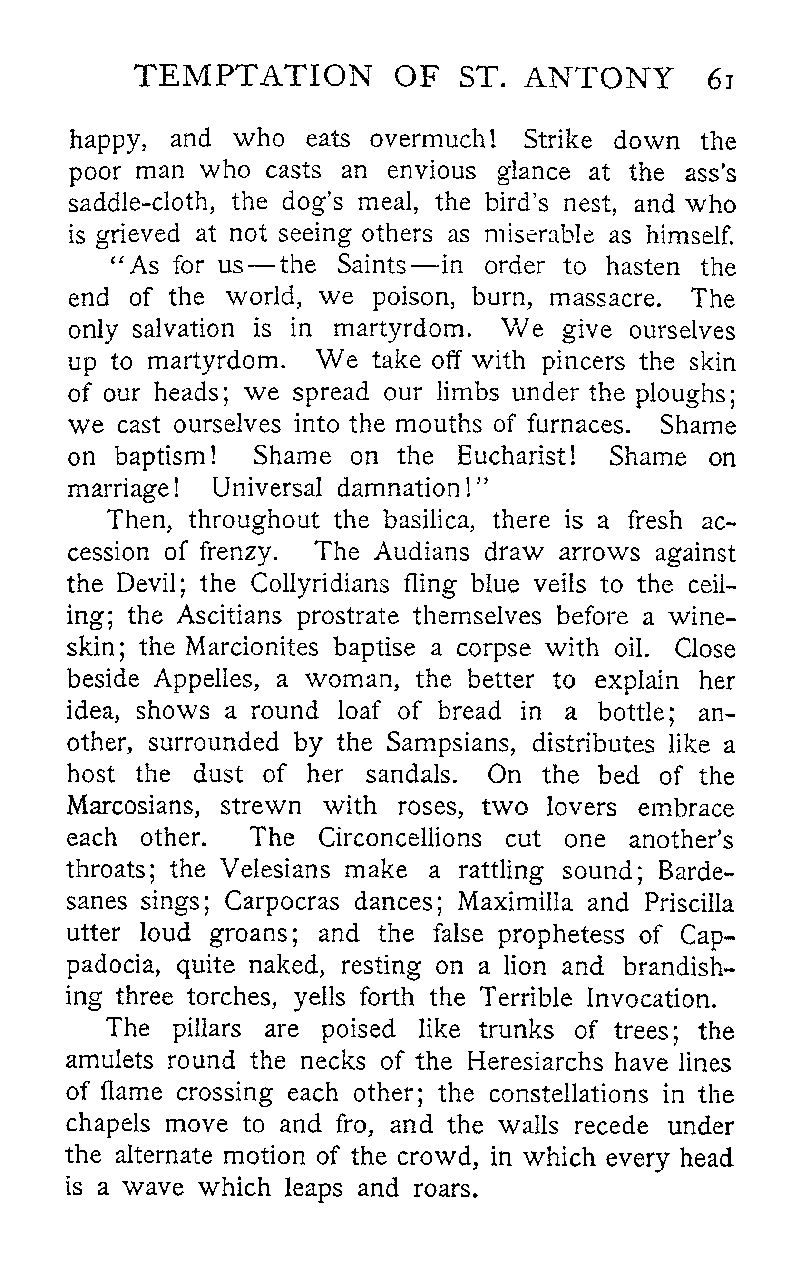 TEMPTATION OF ST. ANTONY 61
happy, and who eats overmuch! Strike down the
poor man who casts an envious glance at the ass's
saddle-cloth, the dog's meal, the bird's nest, and who
is grieved at not seeing others as miserable as himself.
"As for us—the Saints—in order to hasten the
end of the world, we poison, burn, massacre. The
only salvation is in martyrdom. We give ourselves
up to martyrdom. We take off with pincers the skin
of our heads; we spread our limbs under the ploughs;
we cast ourselves into the mouths of furnaces. Shame
on baptism! Shame on the Eucharist! Shame on
marriage! Universal damnation!"
Then, throughout the basilica, there is a fresh ac-
cession of frenzy. The Audians draw arrows against
the Devil; the Collyridians fling blue veils to the ceil-
ing; the Ascitians prostrate themselves before a wine-
skin; the Marcionites baptise a corpse with oil. Close
beside Appelles, a woman, the better to explain her
idea, shows a round loaf of bread in a bottle; an-
other, surrounded by the Sampsians, distributes like a
host the dust of her sandals. On the bed of the
Marcosians, strewn with roses, two lovers embrace
each other. The Circoncellions cut one another's
throats; the Velesians make a rattling sound; Barde-
sanes sings; Carpocras dances; Maximilla and Priscilla
utter loud groans; and the false prophetess of Cap-
padocia, quite naked, resting on a lion and brandish-
ing three torches, yells forth the Terrible Invocation.
The pillars are poised like trunks of trees; the
amulets round the necks of the Heresiarchs have lines
of flame crossing each other; the constellations in the
chapels move to and fro, and the walls recede under
the alternate motion of the crowd, in which every head
is a wave which leaps and roars.